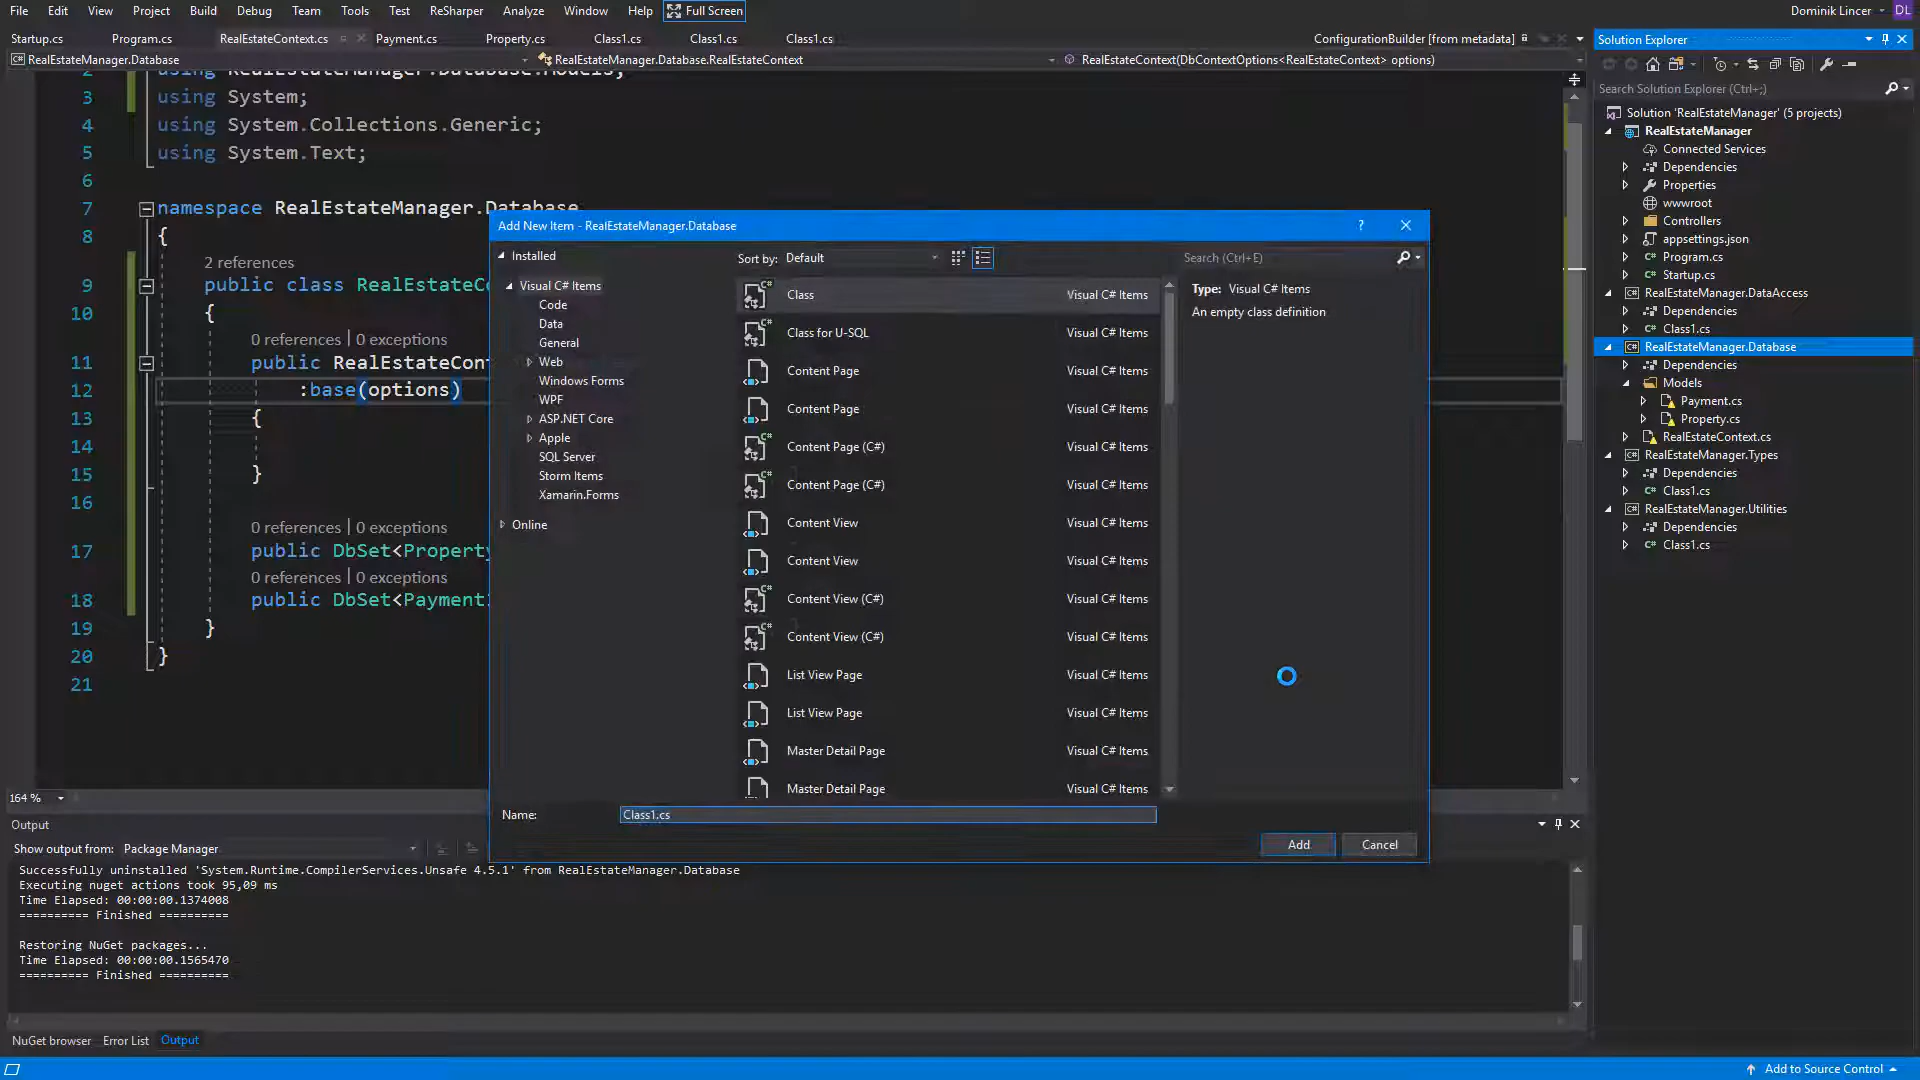 File Edit View Project Build Debug Team Tools Test ReSharper Analyze Window Help Full Screen Dominik Lincer DL
Startup.cs Program.cs RealEstateContext.cs Payment.cs Property.cs Class1.cs Class1.cs Class1.cs ConfigurationBuilder [from metadata]
RealEstateManager.Database RealEstateManager.Database.RealEstateContext RealEstateContext(DbContextOptions<RealEstateContext> options)
2 using RealEstateManager.Database.Models;
3 using System;
4 using System.Collections.Generic;
5 using System.Text;
6
7 namespace RealEstateManager.Database
8 {
2 references
9 public class RealEstateC
10 {
0 references | 0 exceptions
11 public RealEstateCon
12 :base(options)
13 {
14
15 }
16
0 references | 0 exceptions
17 public DbSet<Property
0 references | 0 exceptions
18 public DbSet<Payment
19 }
20 }
21
164 %
Add New Item - RealEstateManager.Database ?
Installed
Visual C# Items
Code
Data
General
Web
Windows Forms
WPF
ASP.NET Core
Apple
SQL Server
Storm Items
Xamarin.Forms
Online
Sort by: Default
Search (Ctrl+E)
Class Visual C# Items
Class for U-SQL Visual C# Items
Content Page Visual C# Items
Content Page Visual C# Items
Content Page (C#) Visual C# Items
Content Page (C#) Visual C# Items
Content View Visual C# Items
Content View Visual C# Items
Content View (C#) Visual C# Items
Content View (C#) Visual C# Items
List View Page Visual C# Items
List View Page Visual C# Items
Master Detail Page Visual C# Items
Master Detail Page Visual C# Items
Type: Visual C# Items
An empty class definition
Name: Class1.cs
Add Cancel
Output
Show output from: Package Manager
Successfully uninstalled 'System.Runtime.CompilerServices.Unsafe 4.5.1' from RealEstateManager.Database
Executing nuget actions took 95,09 ms
Time Elapsed: 00:00:00.1374008
========== Finished ==========
Restoring NuGet packages...
Time Elapsed: 00:00:00.1565470
========== Finished ==========
NuGet browser Error List Output
Solution Explorer
Search Solution Explorer (Ctrl+;)
Solution 'RealEstateManager' (5 projects)
RealEstateManager
Connected Services
Dependencies
Properties
wwwroot
Controllers
appsettings.json
Program.cs
Startup.cs
RealEstateManager.DataAccess
Dependencies
C# Class1.cs
RealEstateManager.Database
Dependencies
Models
Payment.cs
Property.cs
RealEstateContext.cs
RealEstateManager.Types
Dependencies
C# Class1.cs
RealEstateManager.Utilities
Dependencies
C# Class1.cs
Add to Source Control